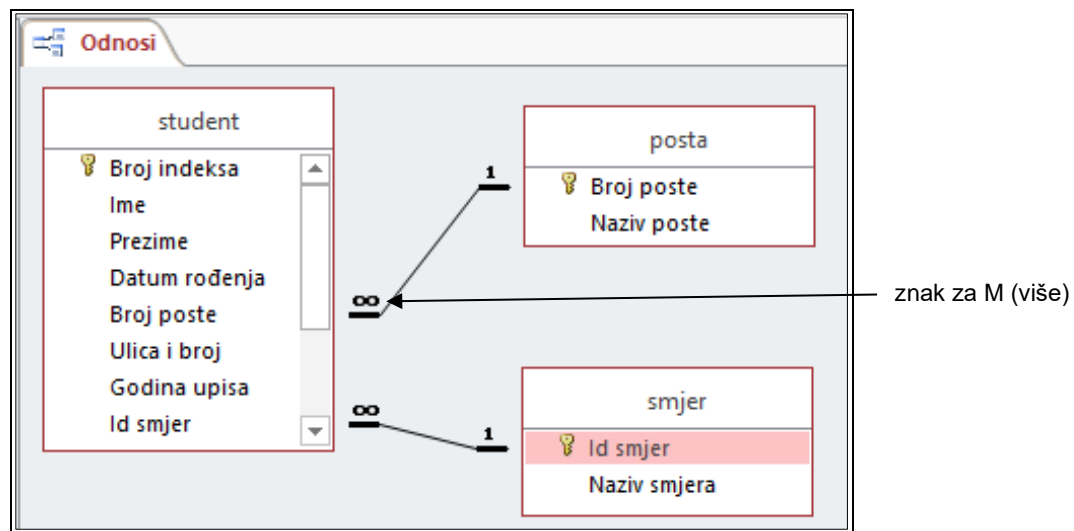 Odnosi
student
Broj indeksa
Ime
Prezime
Datum rođenja
Broj poste
Ulica i broj
Godina upisa
Id smjer
1
∞
∞
1
posta
Broj poste
Naziv poste
smjer
Id smjer
Naziv smjera
znak za M (više)